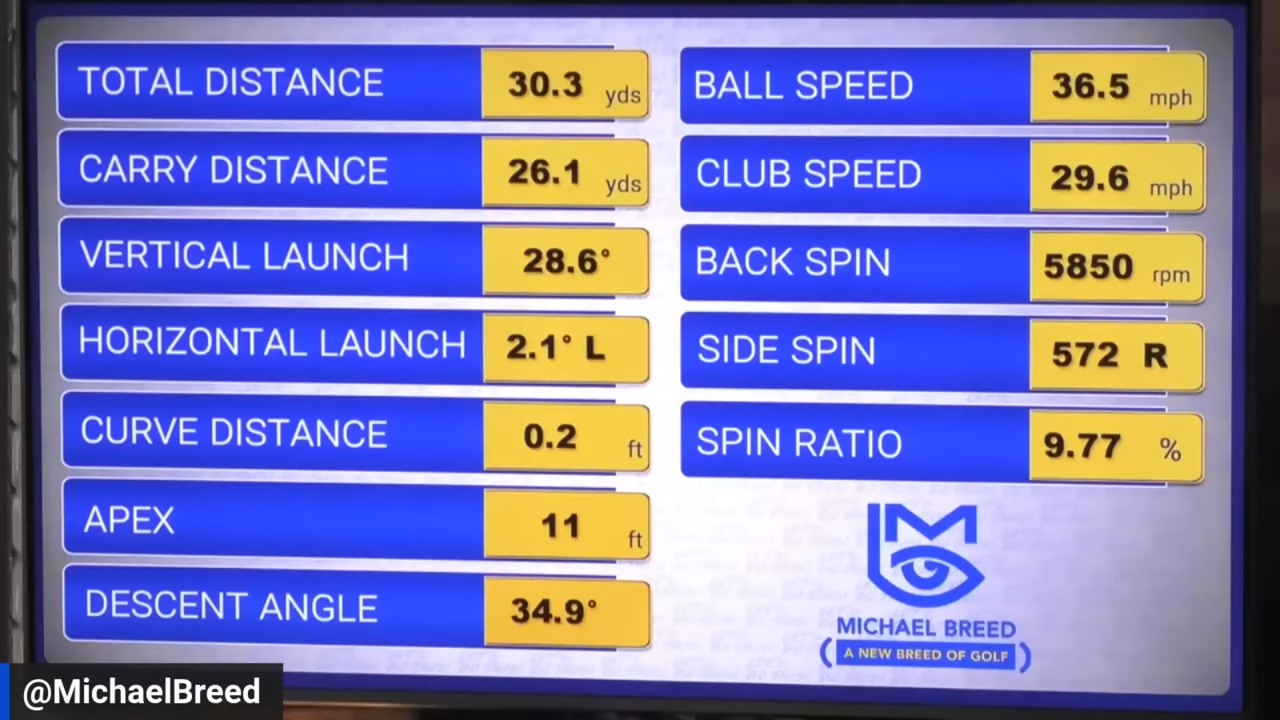 TOTAL DISTANCE 30.3 yds
CARRY DISTANCE 26.1 yds
VERTICAL LAUNCH 28.6°
HORIZONTAL LAUNCH 2.1° L
CURVE DISTANCE 0.2 ft
APEX 11 ft
DESCENT ANGLE 34.9°
BALL SPEED 36.5 mph
CLUB SPEED 29.6 mph
BACK SPIN 5850 rpm
SIDE SPIN 572 R
SPIN RATIO 9.77 %
MICHAEL BREED
A NEW BREED OF GOLF
@MichaelBreed